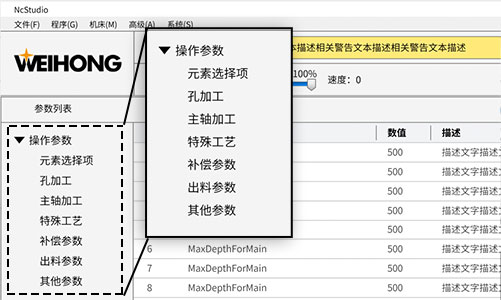 NcStudio
文件(F) 程序(G) 机床(M) 高级(A) 系统(S)
WEIHONG
本描述相关警告文本描述相关警告文本描述
100% 速度：0
参数列表
操作参数
元素选项项
孔加工
主轴加工
特殊工艺
补偿参数
出料参数
其他参数
操作参数
元素选择项
孔加工
主轴加工
特殊工艺
补偿参数
出料参数
其他参数
数值 描述
500 描述文字描述文
500 描述文字描述文
500 描述文字描述文
500 描述文字描述文
500 描述文字描述文
6 MaxDepthForMain 500 描述文字描述文
7 MaxDepthForMain 500 描述文字描述文
8 MaxDepthForMain 500 描述文字描述文